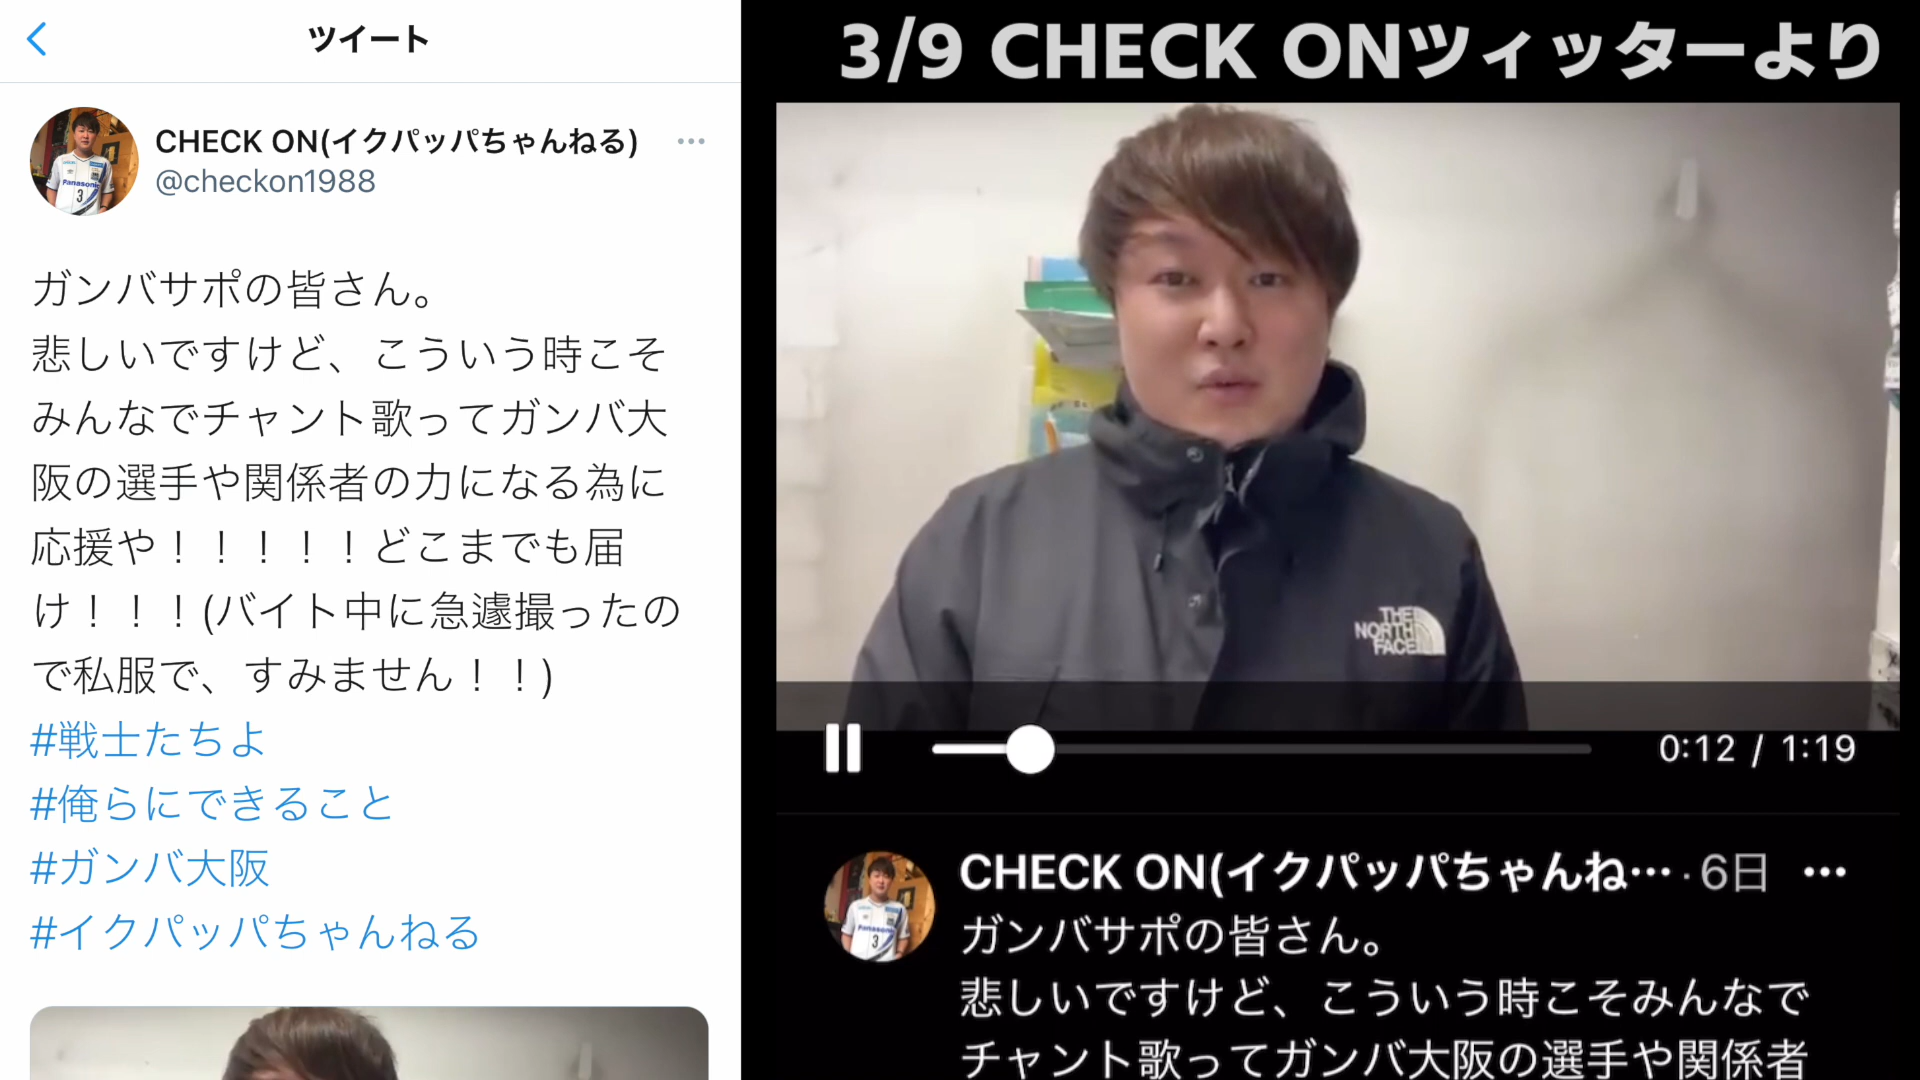 ツイート
CHECK ON(イクパッパちゃんねる)
@checkon1988
Panasonic
3
ガンバサポの皆さん。
悲しいですけど、こういう時こそ
みんなでチャント歌ってガンバ大
阪の選手や関係者の力になる為に
応援や！！！！！どこまでも届
け！！！(バイト中に急遽撮ったの
で私服で、すみません！！)
#戦士たちよ
#俺らにできること
#ガンバ大阪
#イクパッパちゃんねる
3/9 CHECK ONツィッターより
THE
NORTH
FACE
0:12 / 1:19
CHECK ON(イクパッパちゃんね… · 6日
Panasonic
3
ガンバサポの皆さん。
悲しいですけど、こういう時こそみんなで
チャント歌ってガンバ大阪の選手や関係者